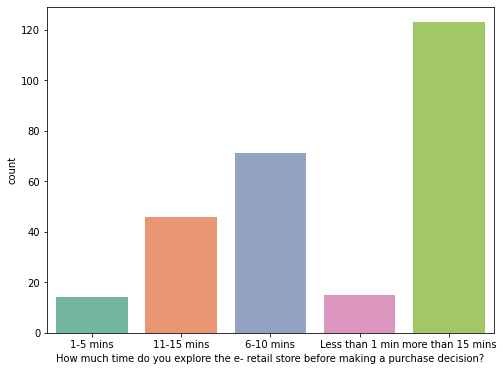 120
100
80
60
40
20
0
count
1-5 mins
11-15 mins
6-10 mins
Less than 1 min
more than 15 mins
How much time do you explore the e- retail store before making a purchase decision?